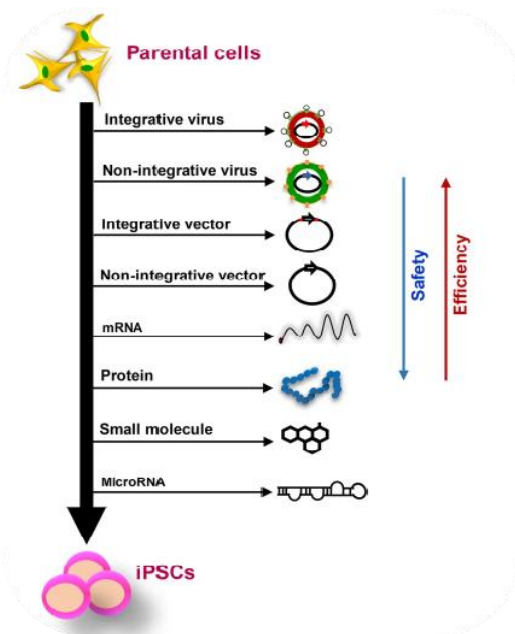 Parental cells
Integrative virus
Non-integrative virus
Integrative vector
Non-integrative vector
mRNA
Protein
Small molecule
MicroRNA
Safety
Efficiency
iPSCs